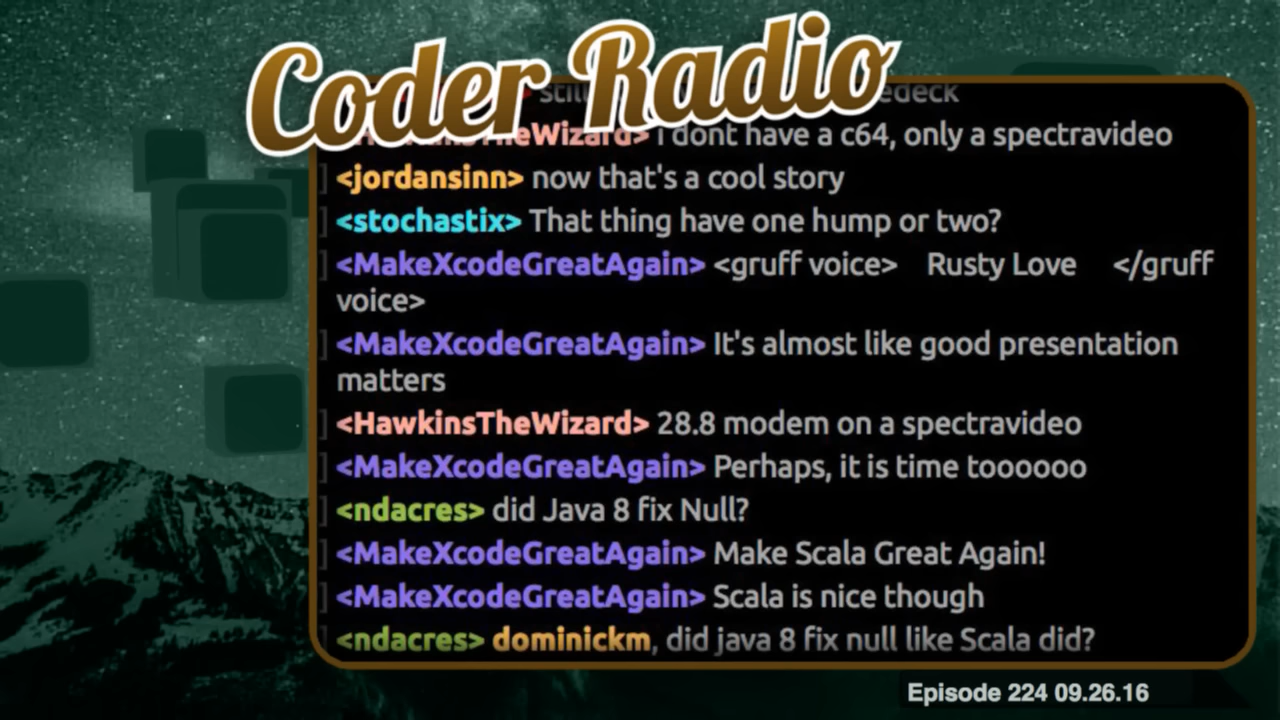 Coder Radio
still edeck
TheWizard> i dont have a c64, only a spectravideo
] <jordansinn> now that's a cool story
] <stochastix> That thing have one hump or two?
] <MakeXcodeGreatAgain> <gruff voice> Rusty Love </gruff
voice>
] <MakeXcodeGreatAgain> It's almost like good presentation
matters
] <HawkinsTheWizard> 28.8 modem on a spectravideo
] <MakeXcodeGreatAgain> Perhaps, it is time toooooo
] <ndacres> did Java 8 fix Null?
] <MakeXcodeGreatAgain> Make Scala Great Again!
] <MakeXcodeGreatAgain> Scala is nice though
] <ndacres> dominickm, did java 8 fix null like Scala did?
Episode 224 09.26.16